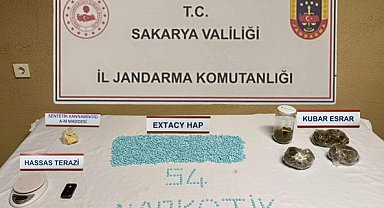 T.C.
SAKARYA VALİLİĞİ
İL JANDARMA KOMUTANLIĞI
SENTETİK KANNABİNOİD
A-M MADDESİ
EXTACY HAP
KUBAR ESRAR
HASSAS TERAZİ
54
NARKOTİK